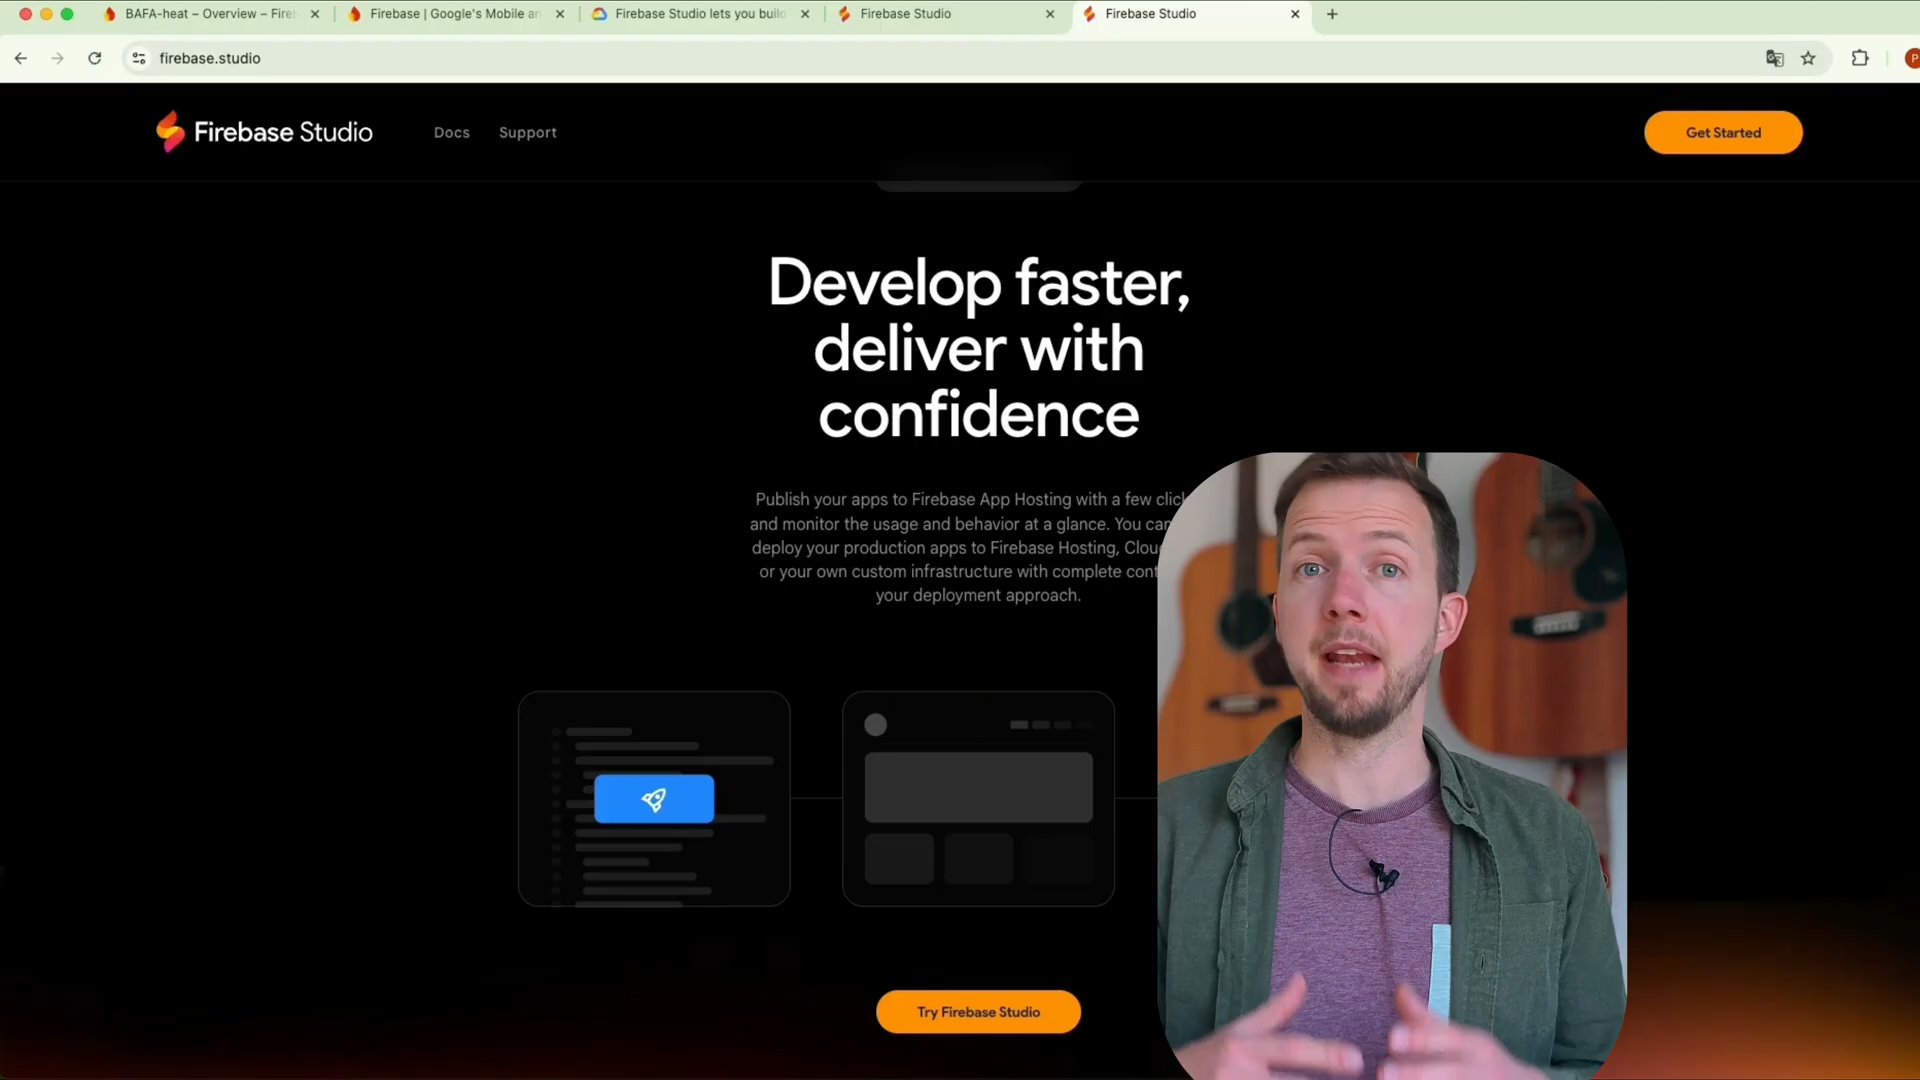 BAFA-heat – Overview – Fire
Firebase | Google's Mobile an
Firebase Studio lets you build
Firebase Studio
Firebase Studio
firebase.studio
P
Firebase Studio
Docs
Support
Get Started
Develop faster,
deliver with
confidence
Publish your apps to Firebase App Hosting with a few clic
and monitor the usage and behavior at a glance. You can
deploy your production apps to Firebase Hosting, Clou
or your own custom infrastructure with complete cont
your deployment approach.
Try Firebase Studio